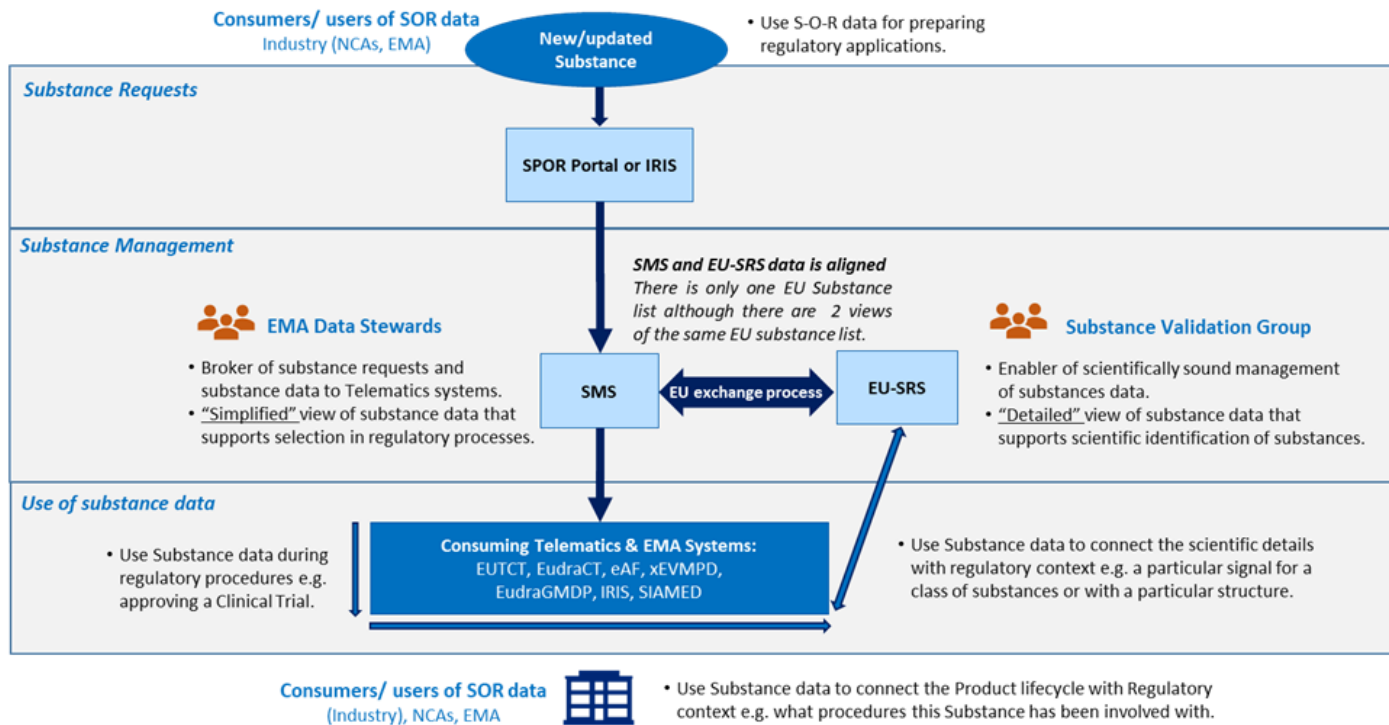 Consumers/ users of SOR data
Industry (NCAs, EMA)
New/updated
Substance
• Use S-O-R data for preparing
regulatory applications.
Substance Requests
SPOR Portal or IRIS
Substance Management
SMS and EU-SRS data is aligned
There is only one EU Substance
list although there are 2 views
of the same EU substance list.
EMA Data Stewards
• Broker of substance requests and
substance data to Telematics systems.
• “Simplified” view of substance data that
supports selection in regulatory processes.
SMS
EU exchange process
EU-SRS
Substance Validation Group
• Enabler of scientifically sound management
of substances data.
• “Detailed” view of substance data that
supports scientific identification of substances.
Use of substance data
• Use Substance data during
regulatory procedures e.g.
approving a Clinical Trial.
Consuming Telematics & EMA Systems:
EUTCT, EudraCT, eAF, xEVMPD,
EudraGMDP, IRIS, SIAMED
• Use Substance data to connect the scientific details
with regulatory context e.g. a particular signal for a
class of substances or with a particular structure.
Consumers/ users of SOR data
(Industry), NCAs, EMA
• Use Substance data to connect the Product lifecycle with Regulatory
context e.g. what procedures this Substance has been involved with.